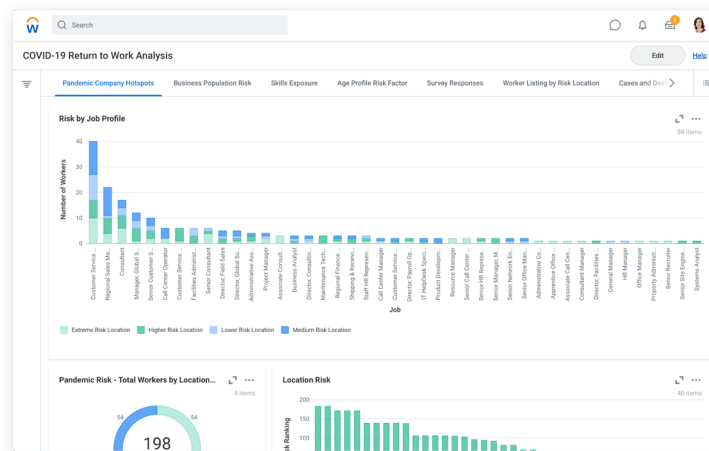 Search
5
COVID-19 Return to Work Analysis
Edit
Help
Pandemic Company Hotspots
Business Population Risk
Skills Exposure
Age Profile Risk Factor
Survey Responses
Worker Listing by Risk Location
Cases and
Risk by Job Profile
88 items
Number of Workers
40
30
20
10
0
Customer Service ...
Regional Sales Ma...
Consultant
Manager, Global S...
Senior Customer S...
Call Center Operator
Customer Service ...
Facilities Administ...
Senior Consultant
Director, Field Sales
Director, Global Su...
Administrative Ass...
Project Manager
Associate Consult...
Business Analyst
Director, Consultin...
Maintenance Tech...
Regional Finance ...
Shipping & Receivi...
Staff HR Represen...
Call Center Manager
Customer Service ...
Director, Payroll Op...
IT HelpDesk Speci...
Product Developm...
Resource Manager
Senior Call Center ...
Senior HR Represe...
Senior Manager, M...
Senior Network En...
Senior Office Man...
Administrative Co...
Apprentice Office ...
Associate Call Cen...
Consultant Manager
Director, Facilities ...
General Manager
HR Manager
Office Manager
Property Administr...
Senior Recruiter
Senior Site Engine...
Systems Analyst
Job
Extreme Risk Location
Higher Risk Location
Lower Risk Location
Medium Risk Location
Pandemic Risk - Total Workers by Location...
4 items
54
54
198
Location Risk
40 items
200
150
100
Ranking